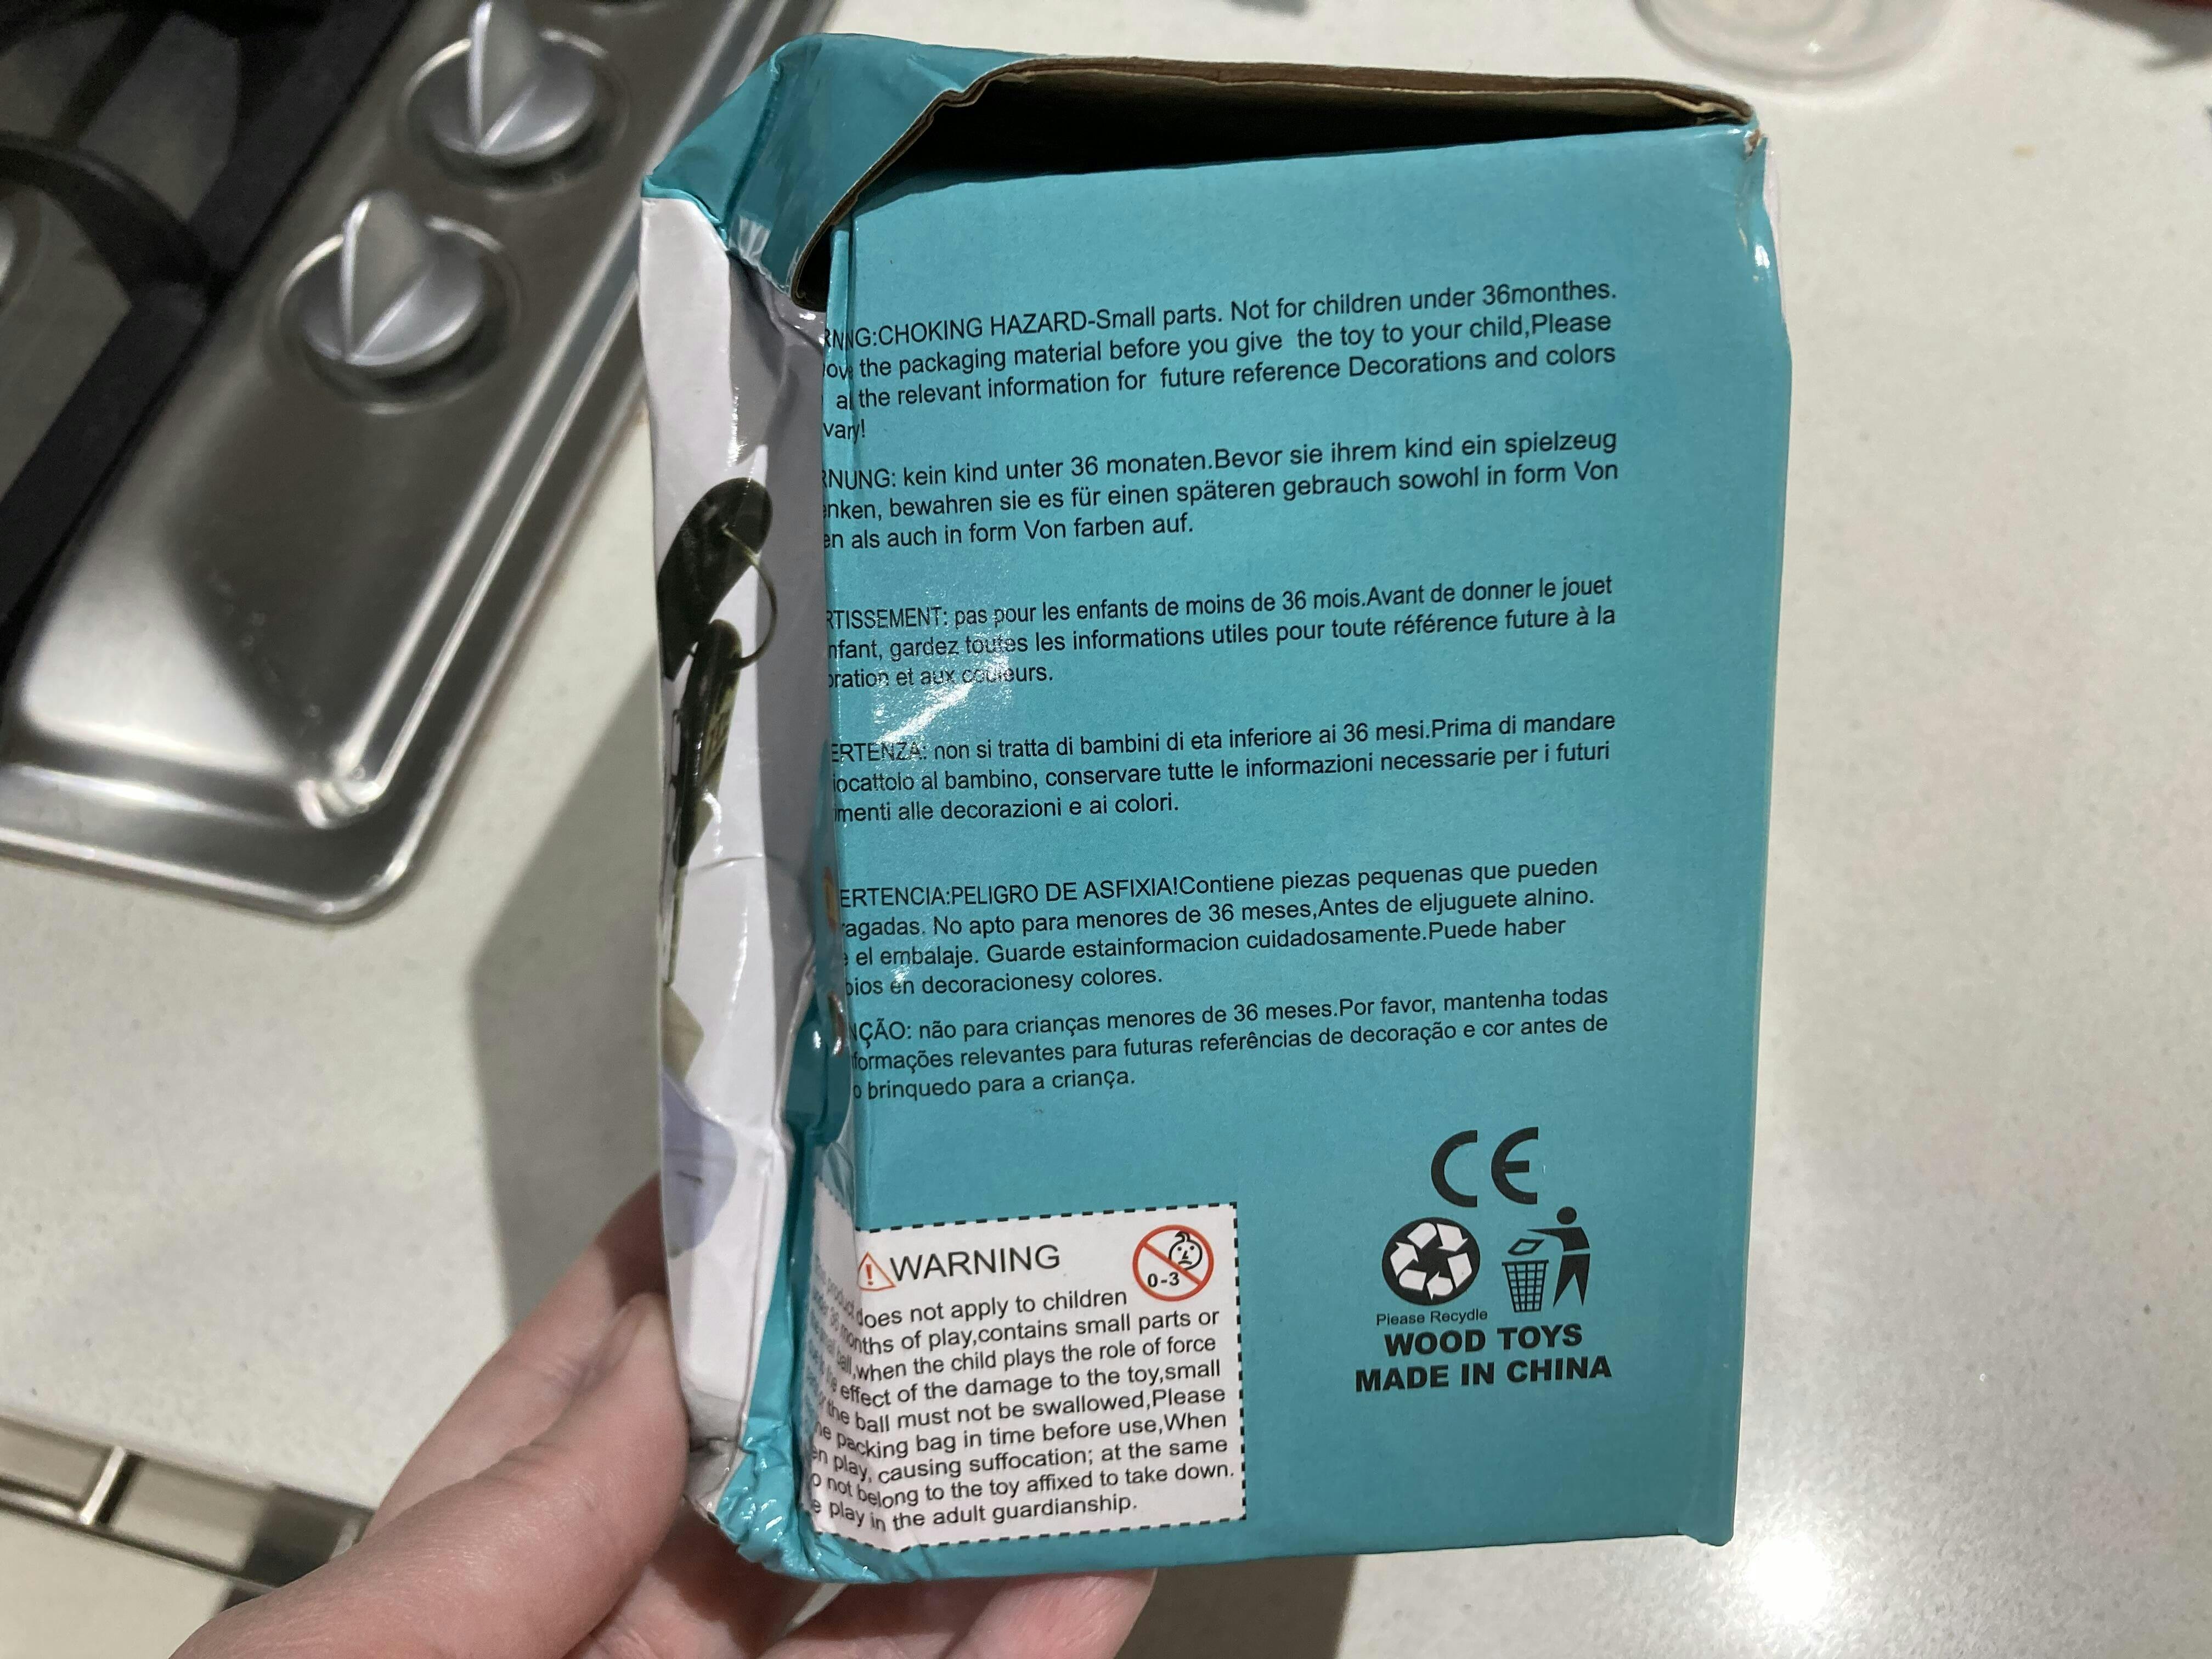 RNNG:CHOKING HAZARD-Small parts. Not for children under 36monthes.
the packaging material before you give the toy to your child,Please
the relevant information for future reference Decorations and colors
vary!
RNUNG: kein kind unter 36 monaten.Bevor sie ihrem kind ein spielzeug
enken, bewahren sie es für einen späteren gebrauch sowohl in form Von
en als auch in form Von farben auf.
RTISSEMENT: pas pour les enfants de moins de 36 mois.Avant de donner le jouet
nfant, gardez toutes les informations utiles pour toute référence future à la
oration et aux couleurs.
ERTENZA: non si tratta di bambini di eta inferiore ai 36 mesi.Prima di mandare
iocattolo al bambino, conservare tutte le informazioni necessarie per i futuri
imenti alle decorazioni e ai colori.
ERTENCIA:PELIGRO DE ASFIXIA!Contiene piezas pequenas que pueden
ragadas. No apto para menores de 36 meses,Antes de eljuguete alnino.
e el embalaje. Guarde estainformacion cuidadosamente.Puede haber
bios en decoracionesy colores.
NÇÃO: não para crianças menores de 36 meses.Por favor, mantenha todas
formações relevantes para futuras referências de decoração e cor antes de
o brinquedo para a criança.
CE
WARNING
0-3
product does not apply to children
under 36 months of play,contains small parts or
small ball,when the child plays the role of force
the effect of the damage to the toy,small
the ball must not be swallowed,Please
packing bag in time before use,When
play, causing suffocation; at the same
not belong to the toy affixed to take down.
play in the adult guardianship.
Please Recydle
WOOD TOYS
MADE IN CHINA